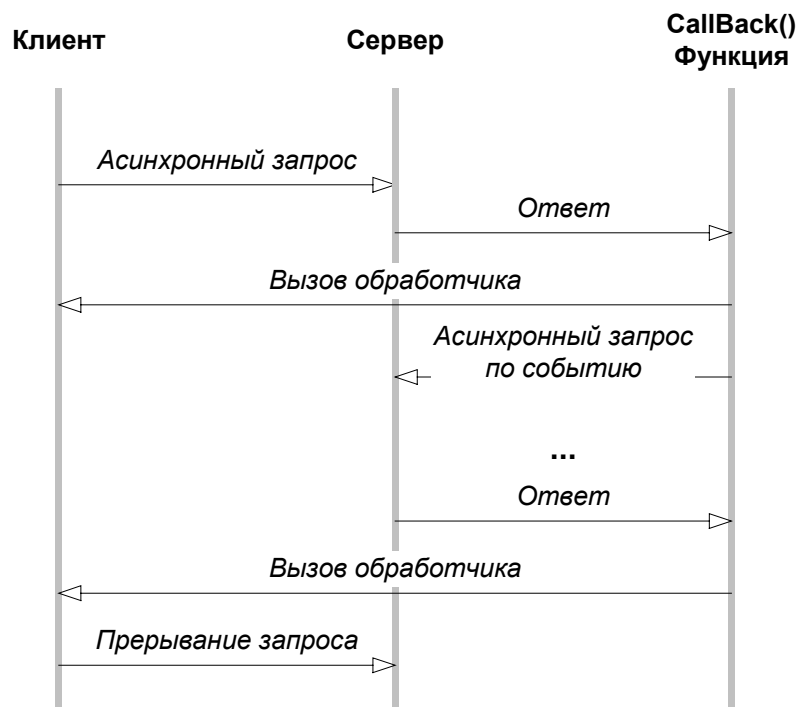 Клиент
Сервер
CallBack()
Функция
Асинхронный запрос
Ответ
Вызов обработчика
Асинхронный запрос
по событию
...
Ответ
Вызов обработчика
Прерывание запроса